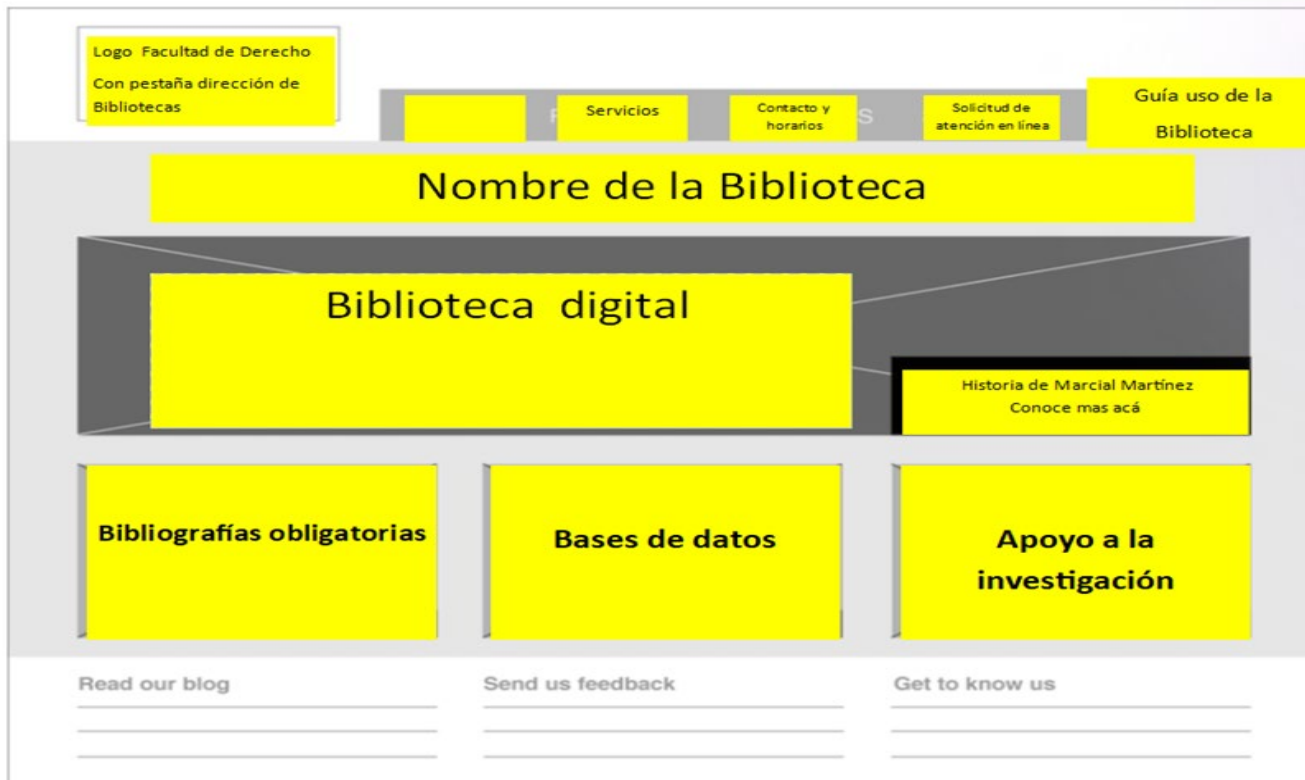 Logo Facultad de Derecho
Con pestaña dirección de
Bibliotecas
Servicios
Contacto y
horarios
Solicitud de
atención en línea
Guía uso de la
Biblioteca
Nombre de la Biblioteca
Biblioteca digital
Historia de Marcial Martínez
Conoce mas acá
Bibliografías obligatorias
Bases de datos
Apoyo a la
investigación
Read our blog
Send us feedback
Get to know us